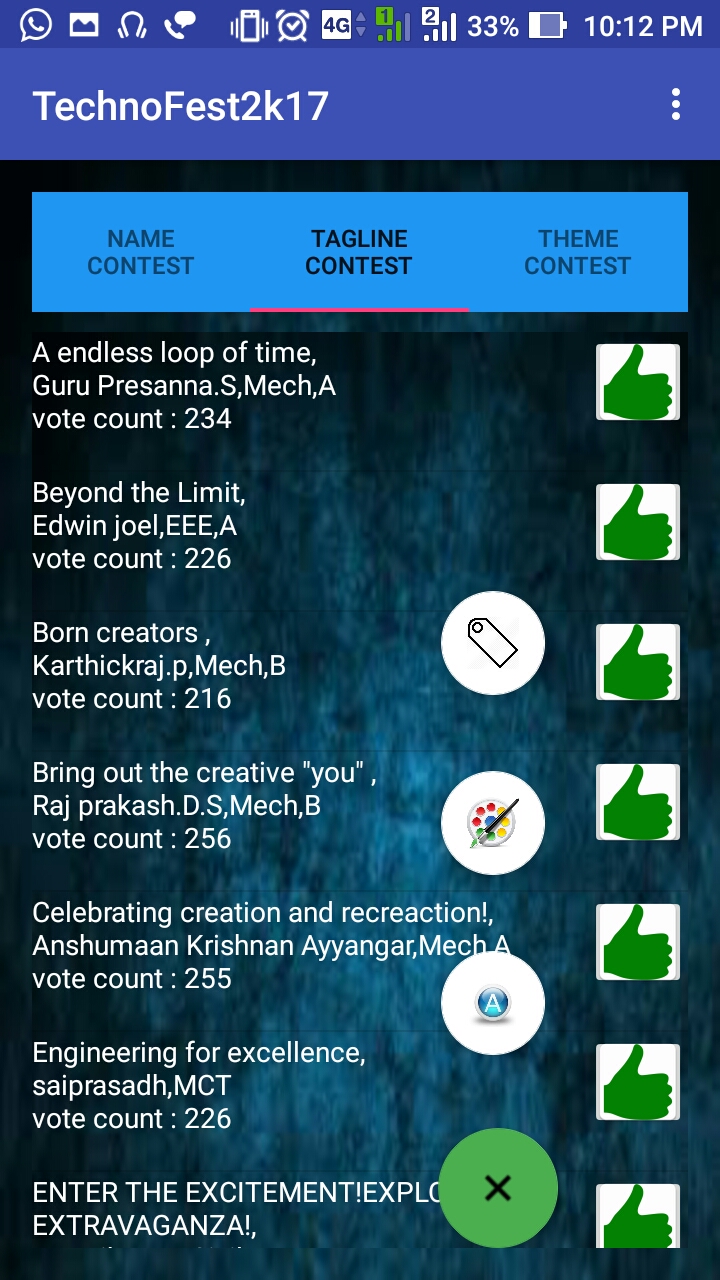 4G 1 2 33% 10:12 PM
TechnoFest2k17
NAME CONTEST
TAGLINE CONTEST
THEME CONTEST
A endless loop of time,
Guru Presanna.S,Mech,A
vote count : 234
Beyond the Limit,
Edwin joel,EEE,A
vote count : 226
Born creators ,
Karthickraj.p,Mech,B
vote count : 216
Bring out the creative "you" ,
Raj prakash.D.S,Mech,B
vote count : 256
Celebrating creation and recreaction!,
Anshumaan Krishnan Ayyangar,Mech,A
vote count : 255
A
Engineering for excellence,
saiprasadh,MCT
vote count : 226
ENTER THE EXCITEMENT!EXPLO
EXTRAVAGANZA!,